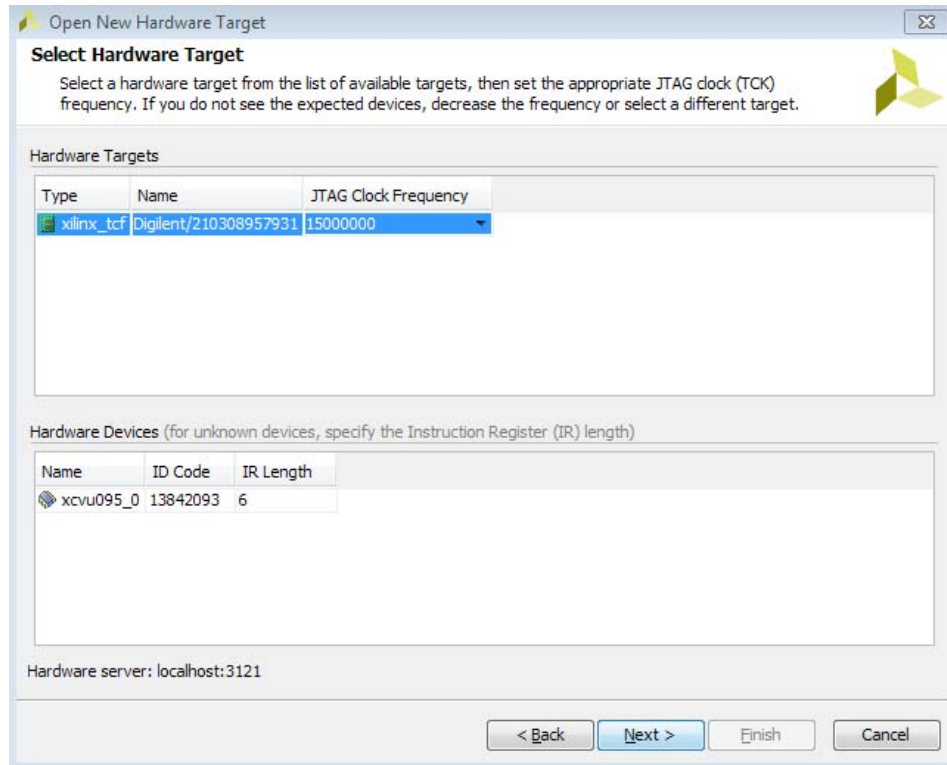 Open New Hardware Target
Select Hardware Target
Select a hardware target from the list of available targets, then set the appropriate JTAG clock (TCK)
frequency. If you do not see the expected devices, decrease the frequency or select a different target.
Hardware Targets
Type Name JTAG Clock Frequency
xilinx_tcf Digilent/210308957931 15000000
Hardware Devices (for unknown devices, specify the Instruction Register (IR) length)
Name ID Code IR Length
xcvu095_0 13842093 6
Hardware server: localhost:3121
< Back Next > Finish Cancel